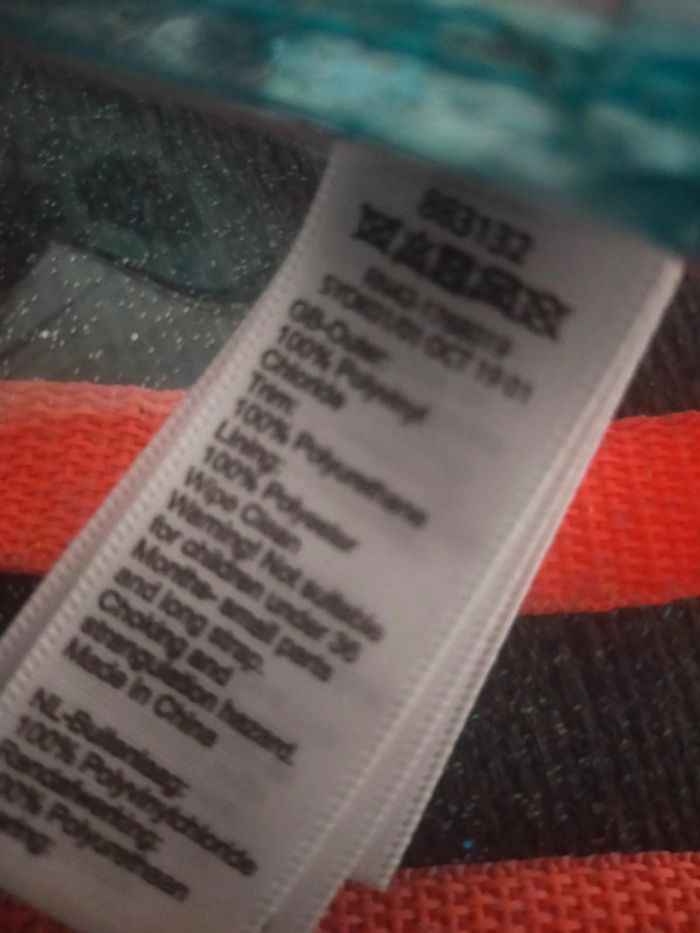 GB-Outer:
100% Polyvinyl
Chloride
Trim:
100% Polyurethane
Lining:
100% Polyester
Wipe Clean
Warning! Not suitable
for children under 36
Months- small parts
and long strap.
Choking and
strangulation hazard.
Made in China
NL-Buitenlaag:
100% Polyvinylchloride
Randafwerking:
Polyurethaan